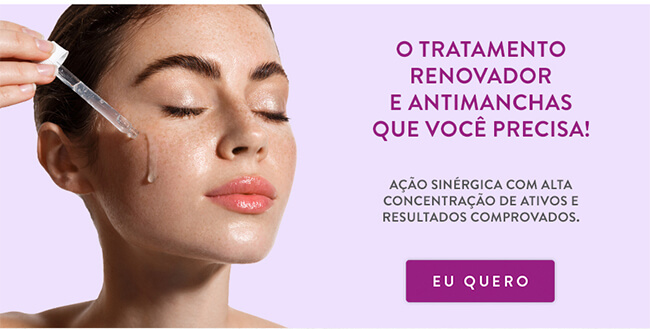 O TRATAMENTO
RENOVADOR
E ANTIMANCHAS
QUE VOCÊ PRECISA!
AÇÃO SINÉRGICA COM ALTA
CONCENTRAÇÃO DE ATIVOS E
RESULTADOS COMPROVADOS.
EU QUERO